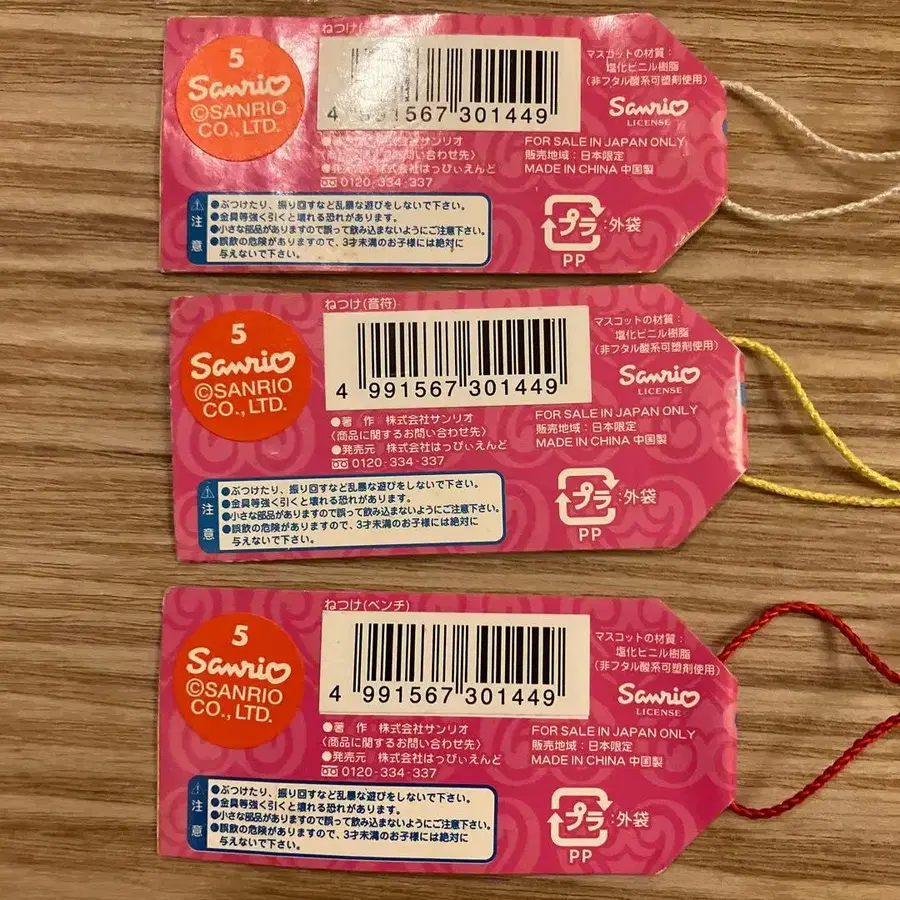 ねつけ(
5
Sanrio
©SANRIO
CO., LTD.
4 991567 301449
サンリオ
い合わせ先〉
●発売元 株式会社はっぴぃえんど
0120-334-337
マスコットの材質:
塩化ビニル樹脂
(非フタル酸系可塑剤使用)
Sanrio
LICENSE
FOR SALE IN JAPAN ONLY
販売地域:日本限定
MADE IN CHINA 中国製
注意
●ぶつけたり、振り回すなど乱暴な遊びをしないで下さい。
●金具等強く引くと壊れる恐れがあります。
●小さな部品がありますので誤って飲み込まないようにご注意下さい。
●誤飲の危険がありますので、3才未満のお子様には絶対に
与えないで下さい。
プラ:外袋
PP
ねつけ(音符)
5
Sanrio
©SANRIO
CO., LTD.
4 991567 301449
●著 作 株式会社サンリオ
〈商品に関するお問い合わせ先〉
●発売元 株式会社はっぴぃえんど
0120-334-337
マスコットの材質:
塩化ビニル樹脂
(非フタル酸系可塑剤使用)
Sanrio
LICENSE
FOR SALE IN JAPAN ONLY
販売地域:日本限定
MADE IN CHINA 中国製
注意
●ぶつけたり、振り回すなど乱暴な遊びをしないで下さい。
●金具等強く引くと壊れる恐れがあります。
●小さな部品がありますので誤って飲み込まないようにご注意下さい。
●誤飲の危険がありますので、3才未満のお子様には絶対に
与えないで下さい。
プラ:外袋
PP
ねつけ(ベンチ)
5
Sanrio
©SANRIO
CO., LTD.
4 991567 301449
●著 作 株式会社サンリオ
〈商品に関するお問い合わせ先〉
●発売元 株式会社はっぴぃえんど
0120-334-337
マスコットの材質:
塩化ビニル樹脂
(非フタル酸系可塑剤使用)
Sanrio
LICENSE
FOR SALE IN JAPAN ONLY
販売地域:日本限定
MADE IN CHINA 中国製
注意
●ぶつけたり、振り回すなど乱暴な遊びをしないで下さい。
●金具等強く引くと壊れる恐れがあります。
●小さな部品がありますので誤って飲み込まないようにご注意下さい。
●誤飲の危険がありますので、3才未満のお子様には絶対に
与えないで下さい。
プラ:外袋
PP